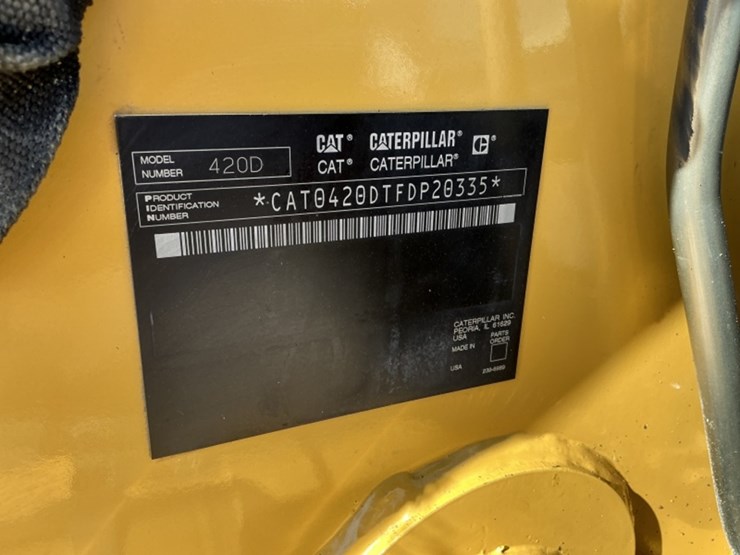 CAT® CATERPILLAR®
CAT® CATERPILLAR®
MODEL NUMBER 420D
PRODUCT IDENTIFICATION NUMBER *CAT0420DTFDP20335*
CATERPILLAR INC.
PEORIA, IL 61629
USA
PARTS ORDER
MADE IN
USA